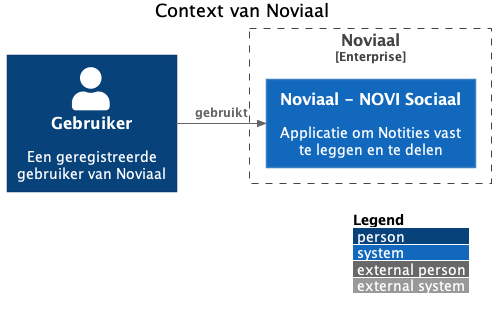 Context van Noviaal
Noviaal
[Enterprise]
Gebruiker
Een geregistreerde
gebruiker van Noviaal
gebruikt
Noviaal – NOVI Sociaal
Applicatie om Notities vast
te leggen en te delen
Legend
person
system
external person
external system